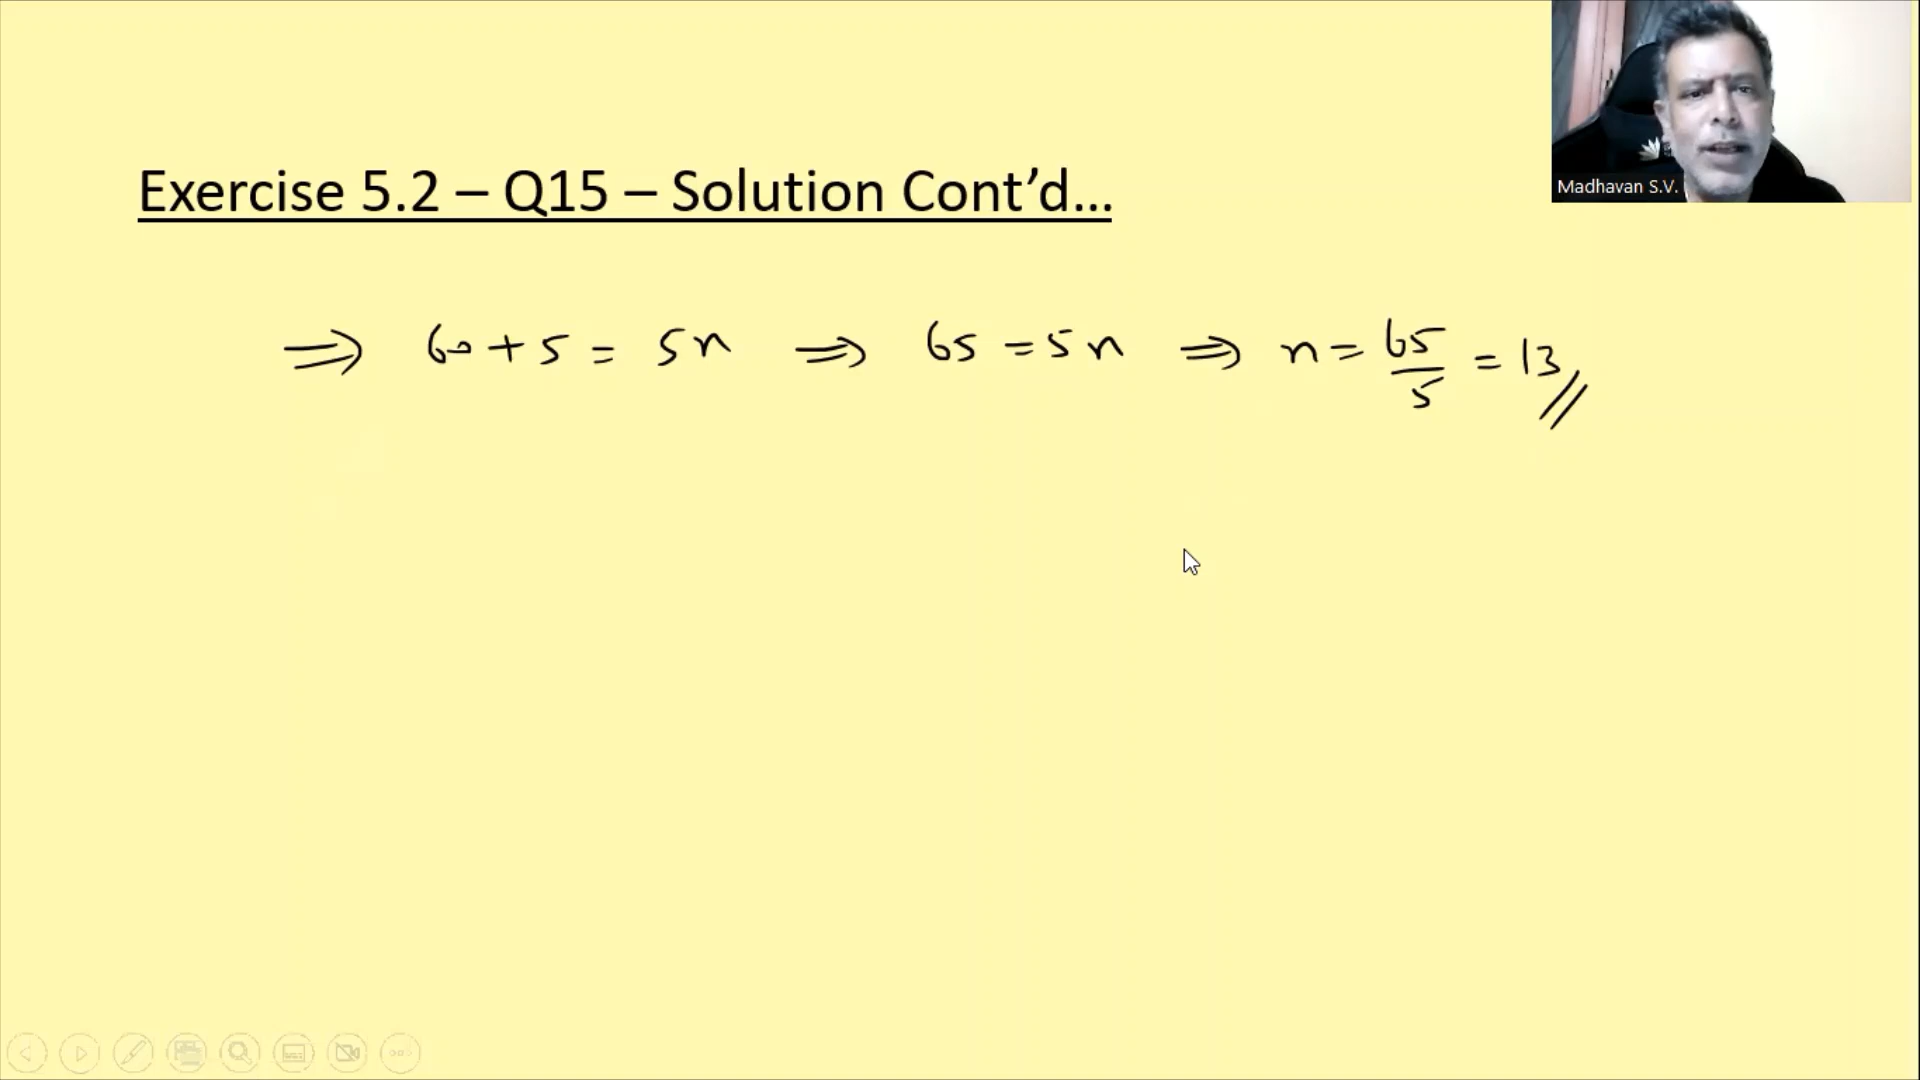 Madhavan S.V.
Exercise 5.2 – Q15 – Solution Cont’d...
⇒ 60 + 5 = 5n ⇒ 65 = 5n ⇒ n = 65/5 = 13 //